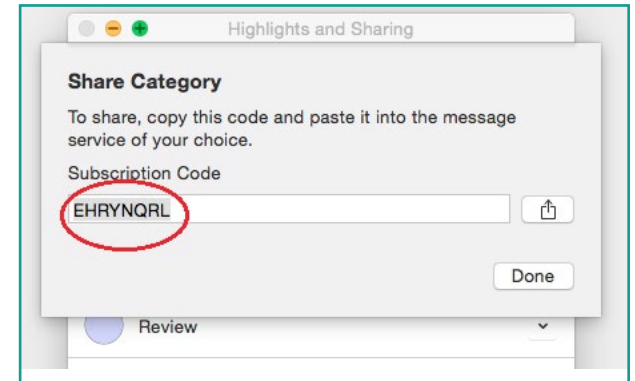 Highlights and Sharing
Share Category
To share, copy this code and paste it into the message
service of your choice.
Subscription Code
EHRYNQRL
Done
Review